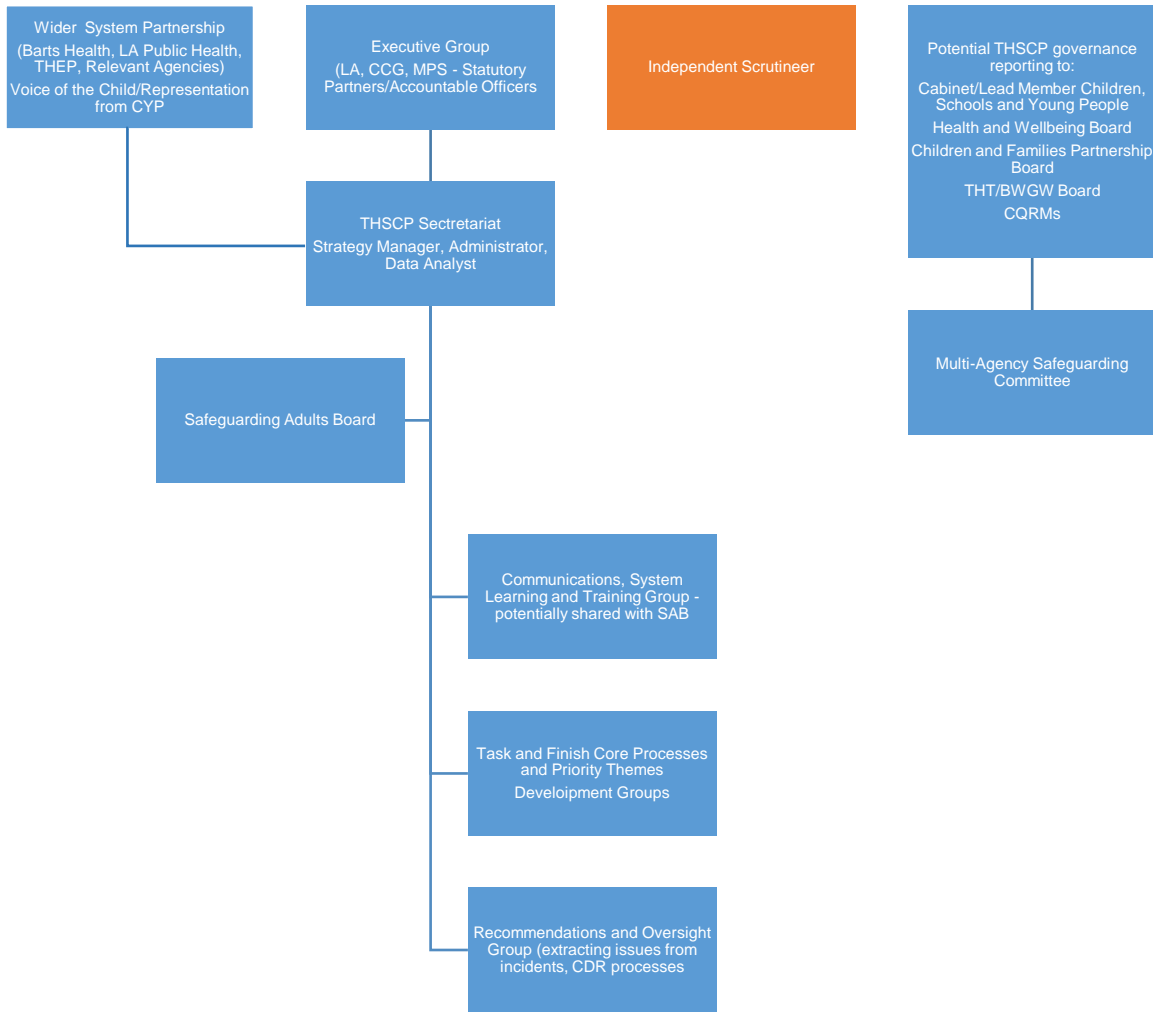 Wider System Partnership
(Barts Health, LA Public Health,
THEP, Relevant Agencies)
Voice of the Child/Representation
from CYP
Executive Group
(LA, CCG, MPS - Statutory
Partners/Accountable Officers
Independent Scrutineer
Potential THSCP governance
reporting to:
Cabinet/Lead Member Children,
Schools and Young People
Health and Wellbeing Board
Children and Families Partnership
Board
THT/BWGW Board
CQRMs
THSCP Sectretariat
Strategy Manager, Administrator,
Data Analyst
Multi-Agency Safeguarding
Committee
Safeguarding Adults Board
Communications, System
Learning and Training Group -
potentially shared with SAB
Task and Finish Core Processes
and Priority Themes
Develoipment Groups
Recommendations and Oversight
Group (extracting issues from
incidents, CDR processes